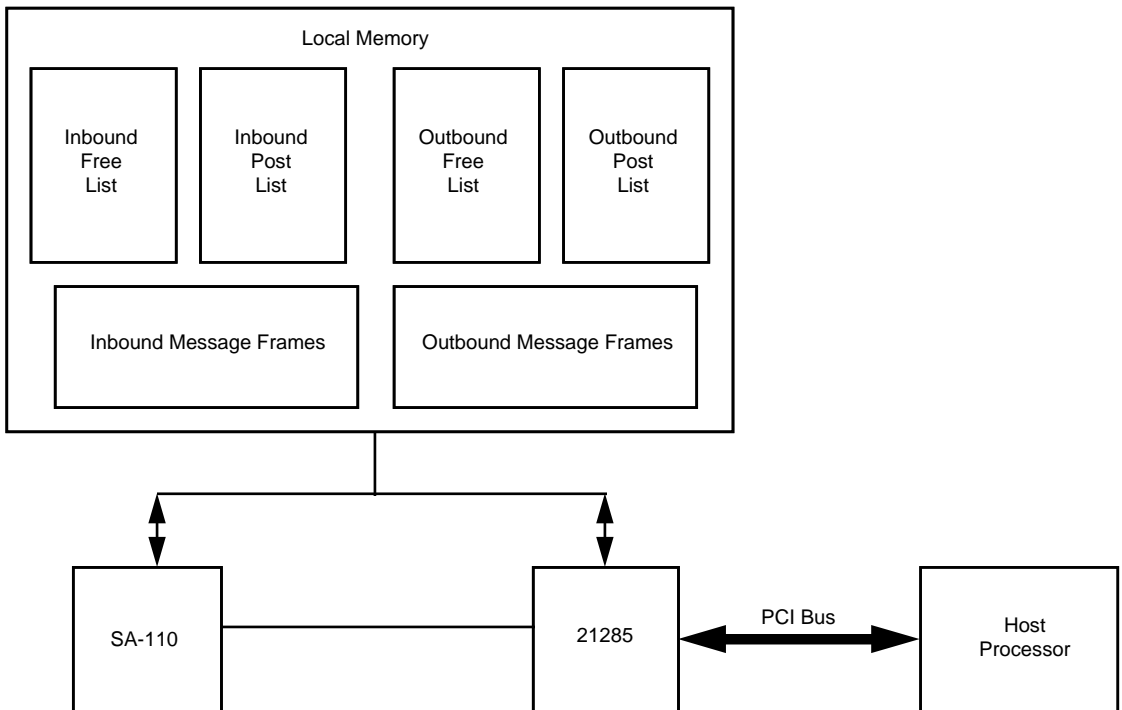 Local Memory
Inbound
Free
List
Inbound
Post
List
Outbound
Free
List
Outbound
Post
List
Inbound Message Frames
Outbound Message Frames
SA-110
21285
PCI Bus
Host
Processor